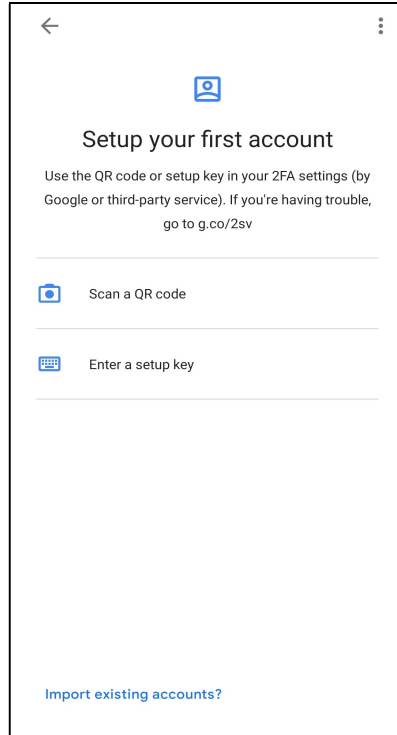 Setup your first account
Use the QR code or setup key in your 2FA settings (by
Google or third-party service). If you're having trouble,
go to g.co/2sv
Scan a QR code
Enter a setup key
Import existing accounts?